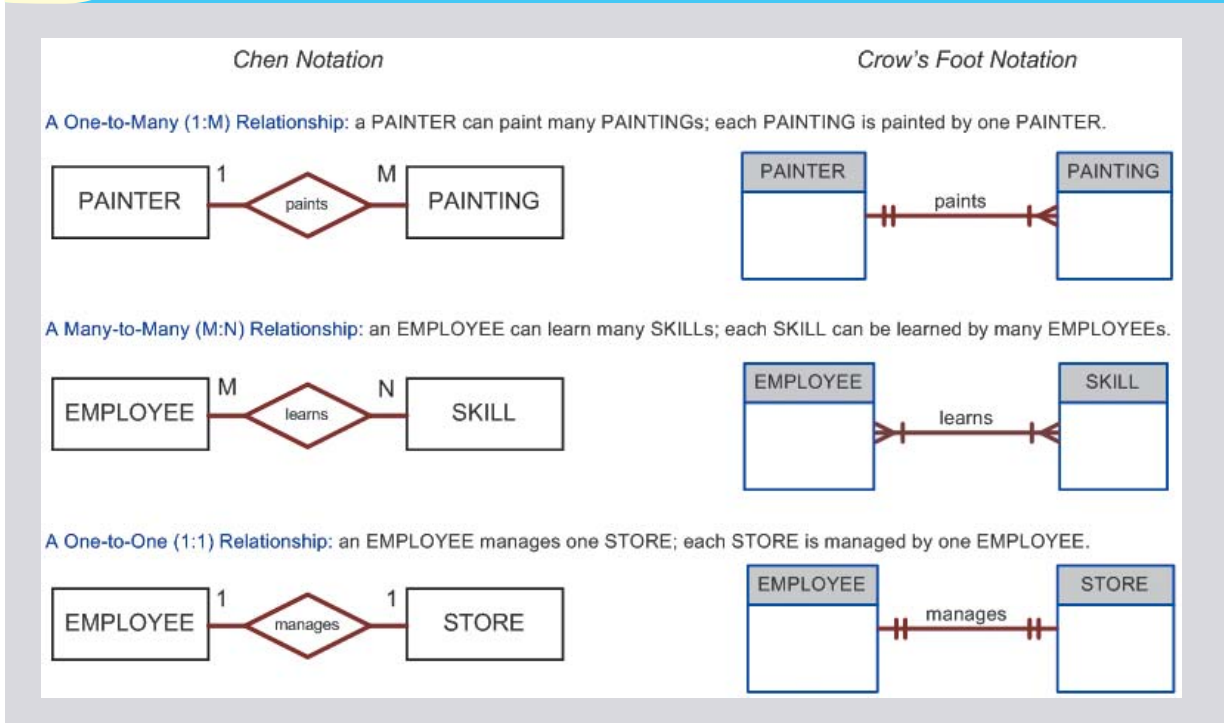 Chen Notation
Crow's Foot Notation
A One-to-Many (1:M) Relationship: a PAINTER can paint many PAINTINGs; each PAINTING is painted by one PAINTER.
PAINTER
1
paints
M
PAINTING
PAINTER
paints
PAINTING
A Many-to-Many (M:N) Relationship: an EMPLOYEE can learn many SKILLs; each SKILL can be learned by many EMPLOYEEs.
EMPLOYEE
M
learns
N
SKILL
EMPLOYEE
learns
SKILL
A One-to-One (1:1) Relationship: an EMPLOYEE manages one STORE; each STORE is managed by one EMPLOYEE.
EMPLOYEE
1
manages
1
STORE
EMPLOYEE
manages
STORE